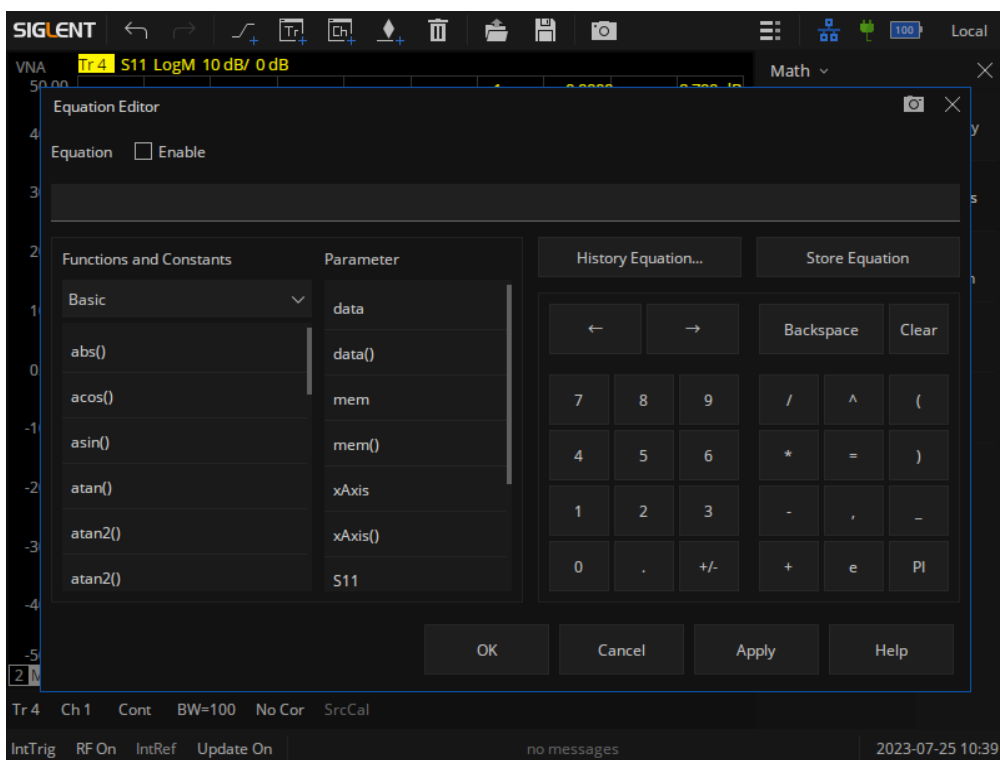 SIGLENT Tr Ch 100 Local
VNA Tr 4 S11 LogM 10 dB/ 0 dB Math
50.00
Equation Editor
Equation Enable
Functions and Constants Parameter History Equation... Store Equation
Basic data
← → Backspace Clear
abs() data()
acos() mem 7 8 9 / ^ (
asin() mem() 4 5 6 * = )
atan() xAxis 1 2 3 - , _
atan2() xAxis()
atan2() S11 0 . +/- + e PI
OK Cancel Apply Help
Tr 4 Ch 1 Cont BW=100 No Cor SrcCal
IntTrig RF On IntRef Update On no messages 2023-07-25 10:39